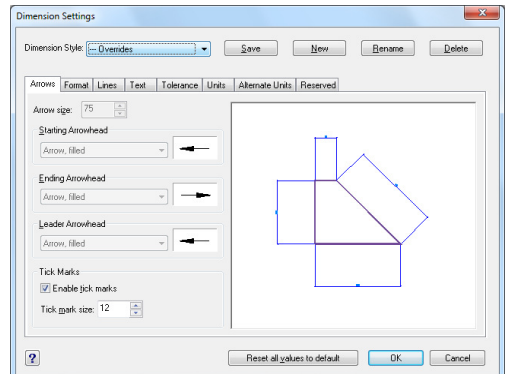 Dimension Settings
Dimension Style: -- Overrides Save New Rename Delete
Arrows Format Lines Text Tolerance Units Alternate Units Reserved
Arrow size: 75
Starting Arrowhead
Arrow, filled
Ending Arrowhead
Arrow, filled
Leader Arrowhead
Arrow, filled
Tick Marks
Enable tick marks
Tick mark size: 12
? Reset all values to default OK Cancel